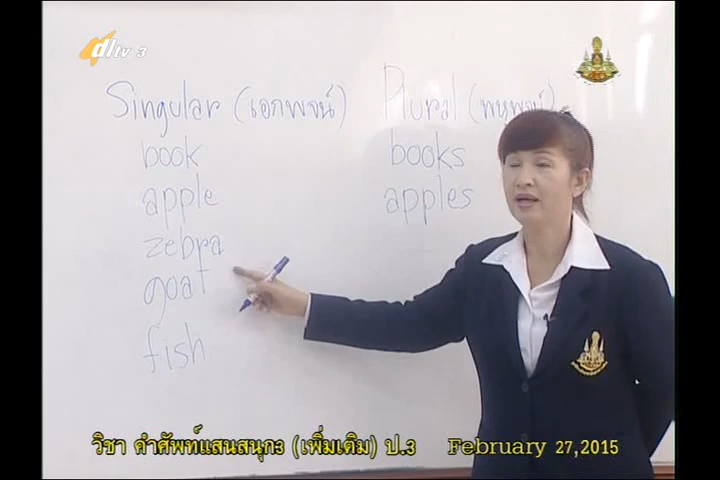 dltv 3
Singular (เอกพจน์) Plural (พหูพจน์)
book books
apple apples
zebra
goat
fish
วิชา คำศัพท์แสนสนุก3 (เพิ่มเติม) ป.3 February 27,2015